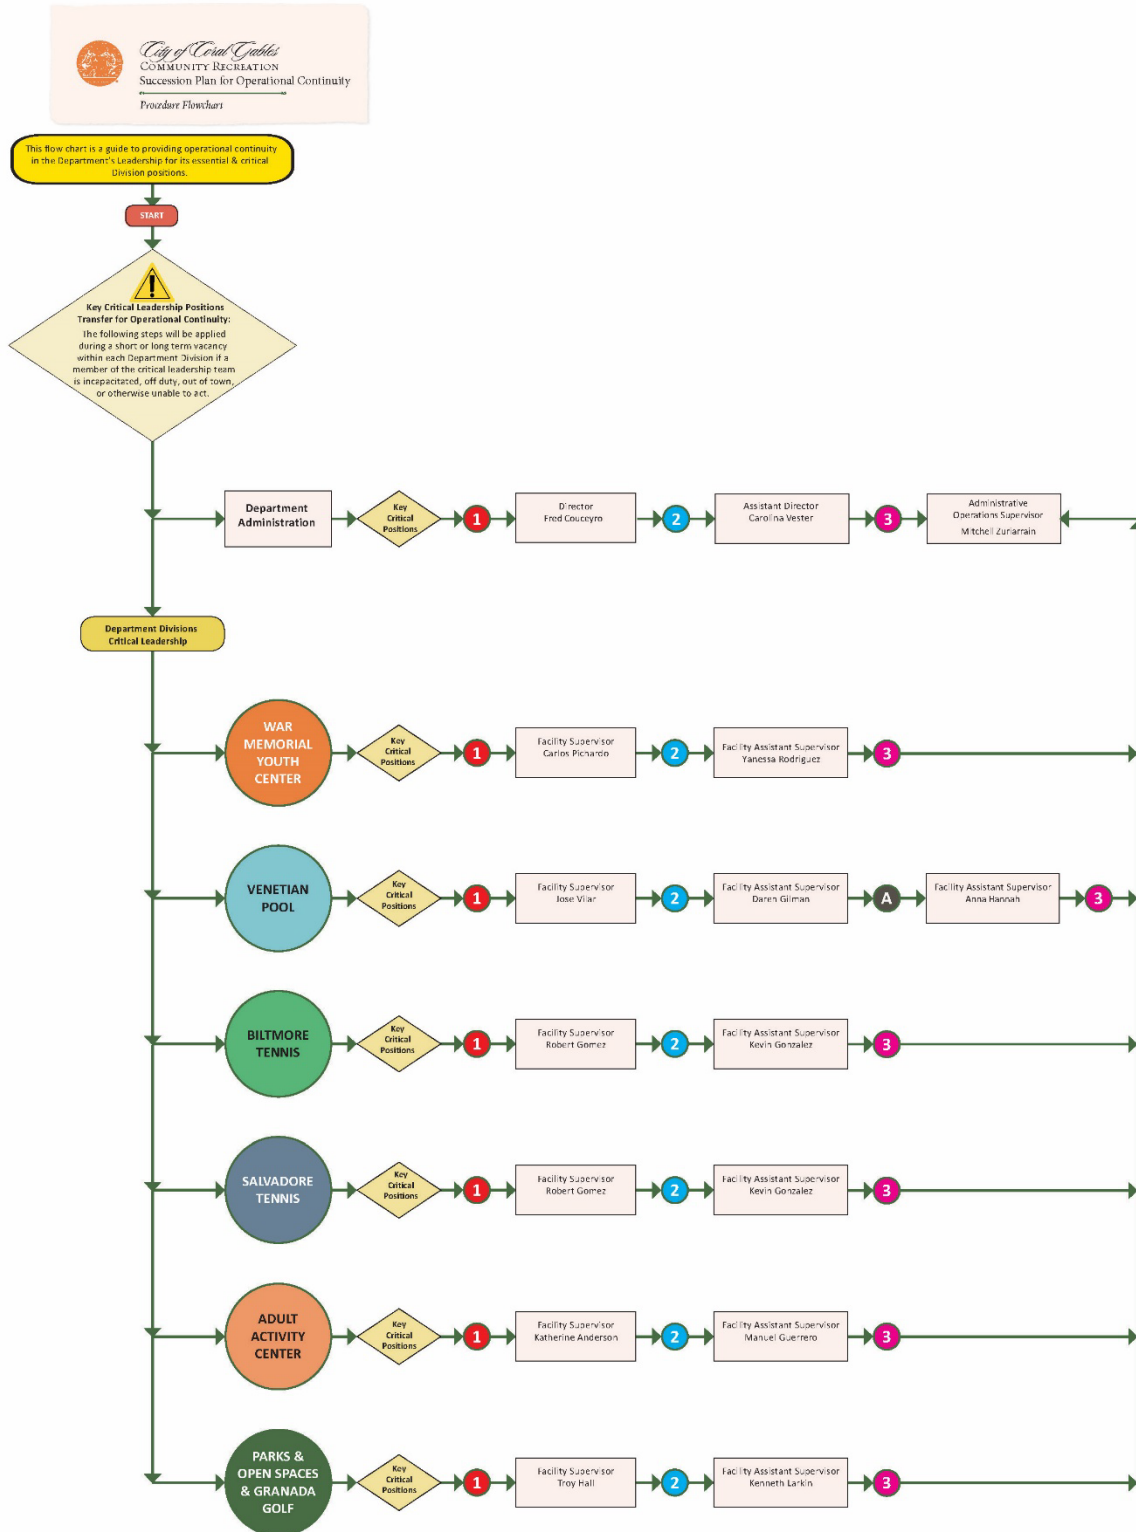 City of Coral Gables
COMMUNITY RECREATION
Succession Plan for Operational Continuity
Procedure Flowchart
This flow chart is a guide to providing operational continuity
in the Department's Leadership for its essential & critical
Division positions.
START
Key Critical Leadership Positions
Transfer for Operational Continuity:
The following steps will be applied
during a short or long term vacancy
within each Department Division if a
member of the critical leadership team
is incapacitated, off duty, out of town,
or otherwise unable to act.
Department
Administration
Key
Critical
Positions
1
Director
Fred Couceyro
2
Assistant Director
Carolina Vester
3
Administrative
Operations Supervisor
Mitchell Zuriarrain
Department Divisions
Critical Leadership
WAR
MEMORIAL
YOUTH
CENTER
Key
Critical
Positions
1
Facility Supervisor
Carlos Pichardo
2
Facility Assistant Supervisor
Yanessa Rodriguez
3
VENETIAN
POOL
Key
Critical
Positions
1
Facility Supervisor
Jose Vilar
2
Facility Assistant Supervisor
Daren Gilman
A
Facility Assistant Supervisor
Anna Hannah
3
BILTMORE
TENNIS
Key
Critical
Positions
1
Facility Supervisor
Robert Gomez
2
Facility Assistant Supervisor
Kevin Gonzalez
3
SALVADORE
TENNIS
Key
Critical
Positions
1
Facility Supervisor
Robert Gomez
2
Facility Assistant Supervisor
Kevin Gonzalez
3
ADULT
ACTIVITY
CENTER
Key
Critical
Positions
1
Facility Supervisor
Katherine Anderson
2
Facility Assistant Supervisor
Manuel Guerrero
3
PARKS &
OPEN SPACES
& GRANADA
GOLF
Key
Critical
Positions
1
Facility Supervisor
Troy Hall
2
Facility Assistant Supervisor
Kenneth Larkin
3